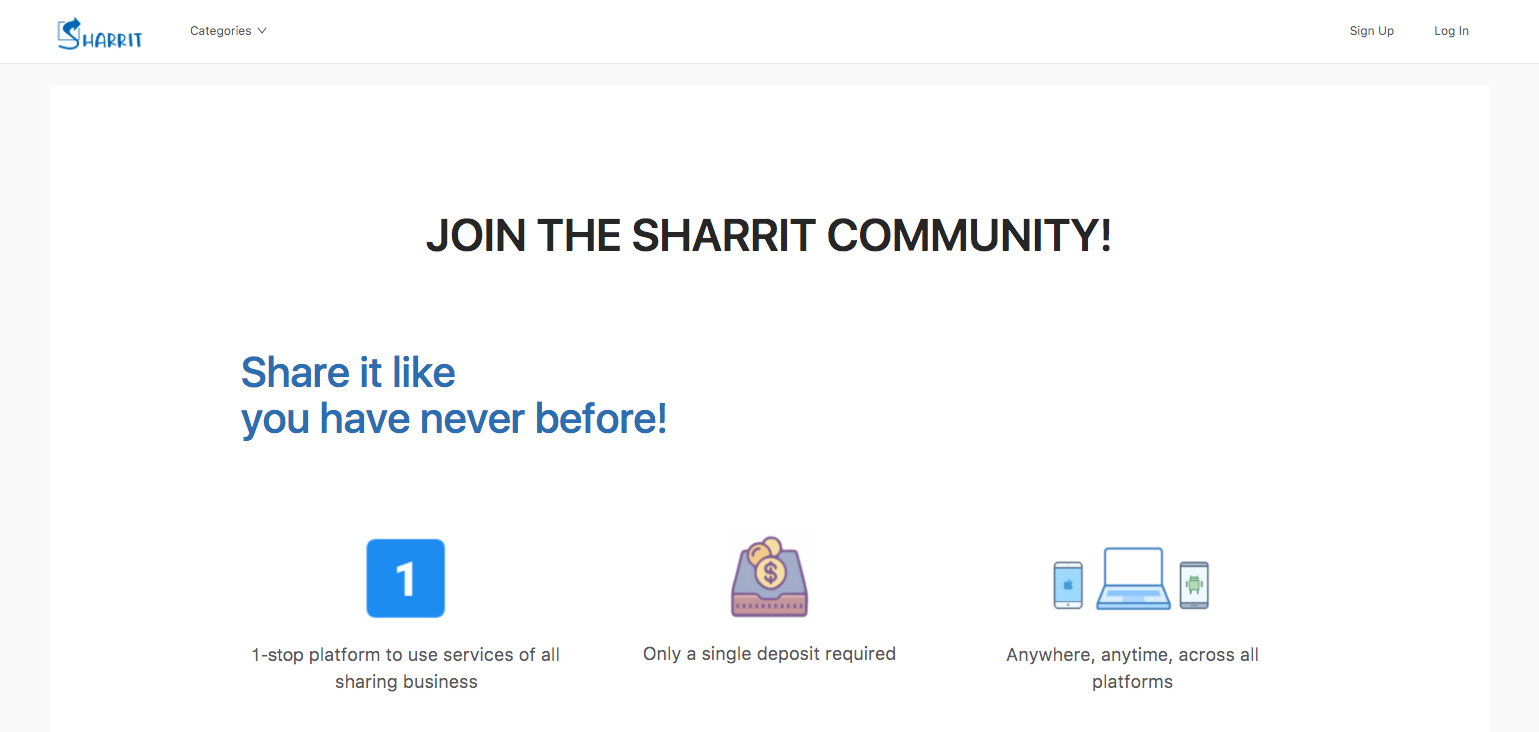 SHARRIT
Categories
Sign Up
Log In
JOIN THE SHARRIT COMMUNITY!
Share it like
you have never before!
1
$
1-stop platform to use services of all
sharing business
Only a single deposit required
Anywhere, anytime, across all
platforms